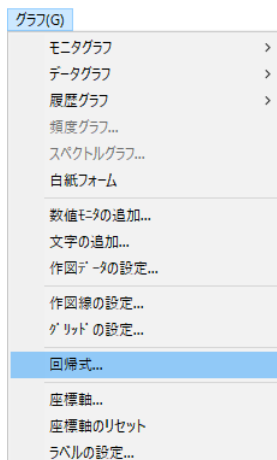 グラフ(G)
モニタグラフ
データグラフ
履歴グラフ
頻度グラフ...
スペクトルグラフ...
白紙フォーム
数値ﾓﾆﾀの追加...
文字の追加...
作図ﾃﾞｰﾀの設定...
作図線の設定...
ｸﾞﾘｯﾄﾞの設定...
回帰式...
座標軸...
座標軸のリセット
ラベルの設定...